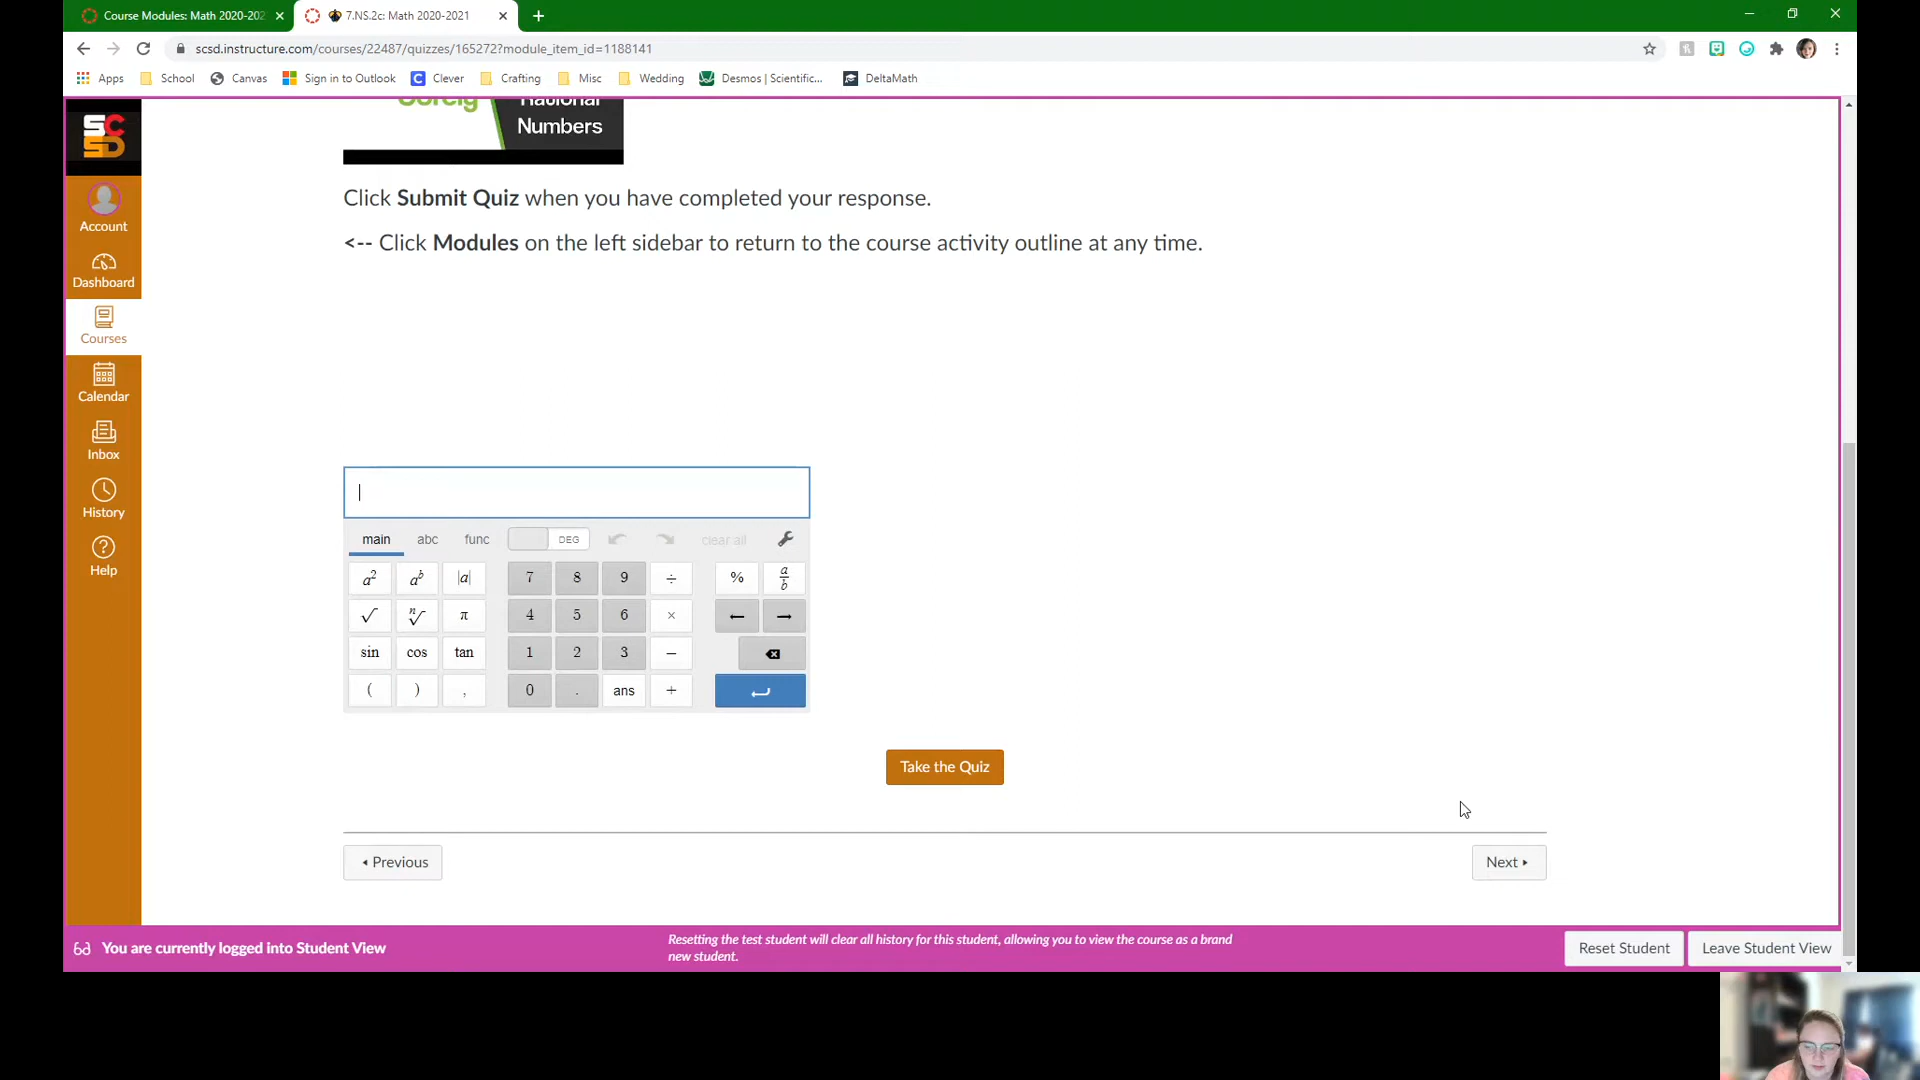 Course Modules: Math 2020-202
7.NS.2c: Math 2020-2021
scsd.instructure.com/courses/22487/quizzes/165272?module_item_id=1188141
Apps School Canvas Sign in to Outlook Clever Crafting Misc Wedding Desmos | Scientific... DeltaMath
SCSD
Rational
Numbers
Click Submit Quiz when you have completed your response.
<-- Click Modules on the left sidebar to return to the course activity outline at any time.
Account
Dashboard
Courses
Calendar
Inbox
History
Help
main abc func DEG clear all
a² aᵇ |a| 7 8 9 ÷ % a/b
√ ⁿ√ π 4 5 6 × ← →
sin cos tan 1 2 3 −
( ) , 0 . ans +
Take the Quiz
Previous
Next
You are currently logged into Student View
Resetting the test student will clear all history for this student, allowing you to view the course as a brand
new student.
Reset Student Leave Student View